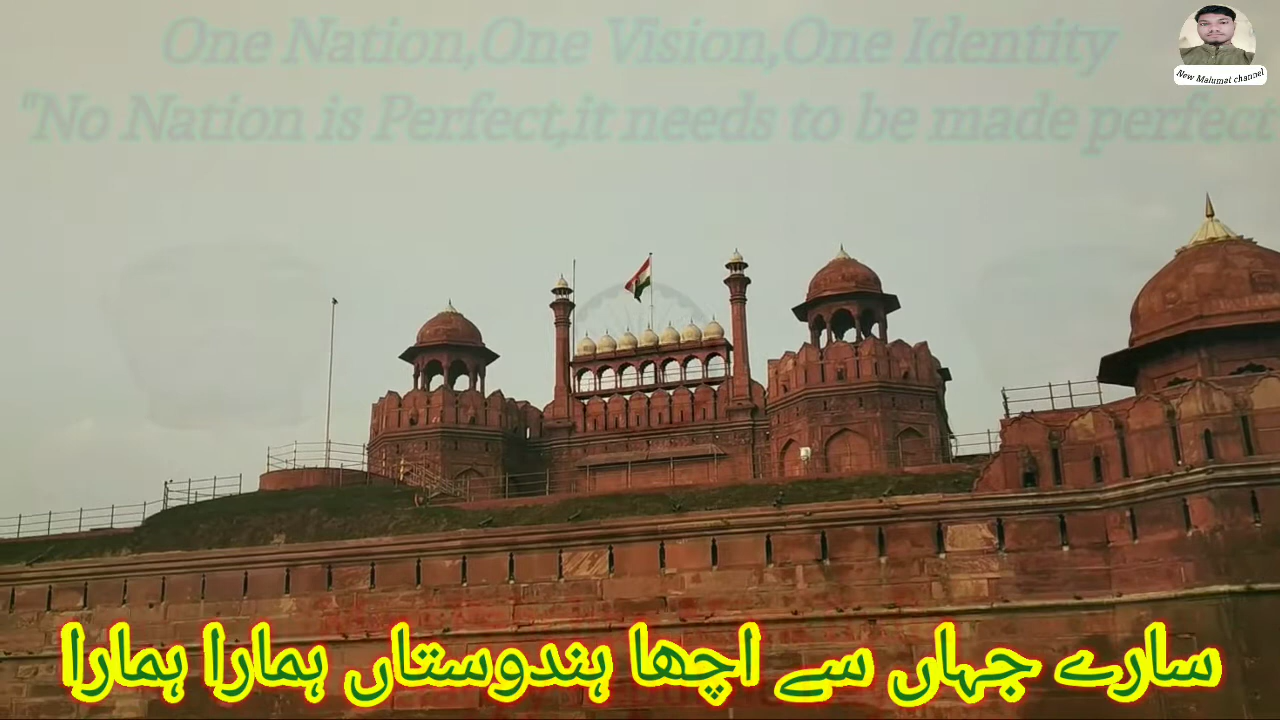 One Nation,One Vision,One Identity
"No Nation is Perfect,it needs to be made perfect
New Malumat channel
سارے جہاں سے اچھا ہندوستاں ہمارا ہمارا